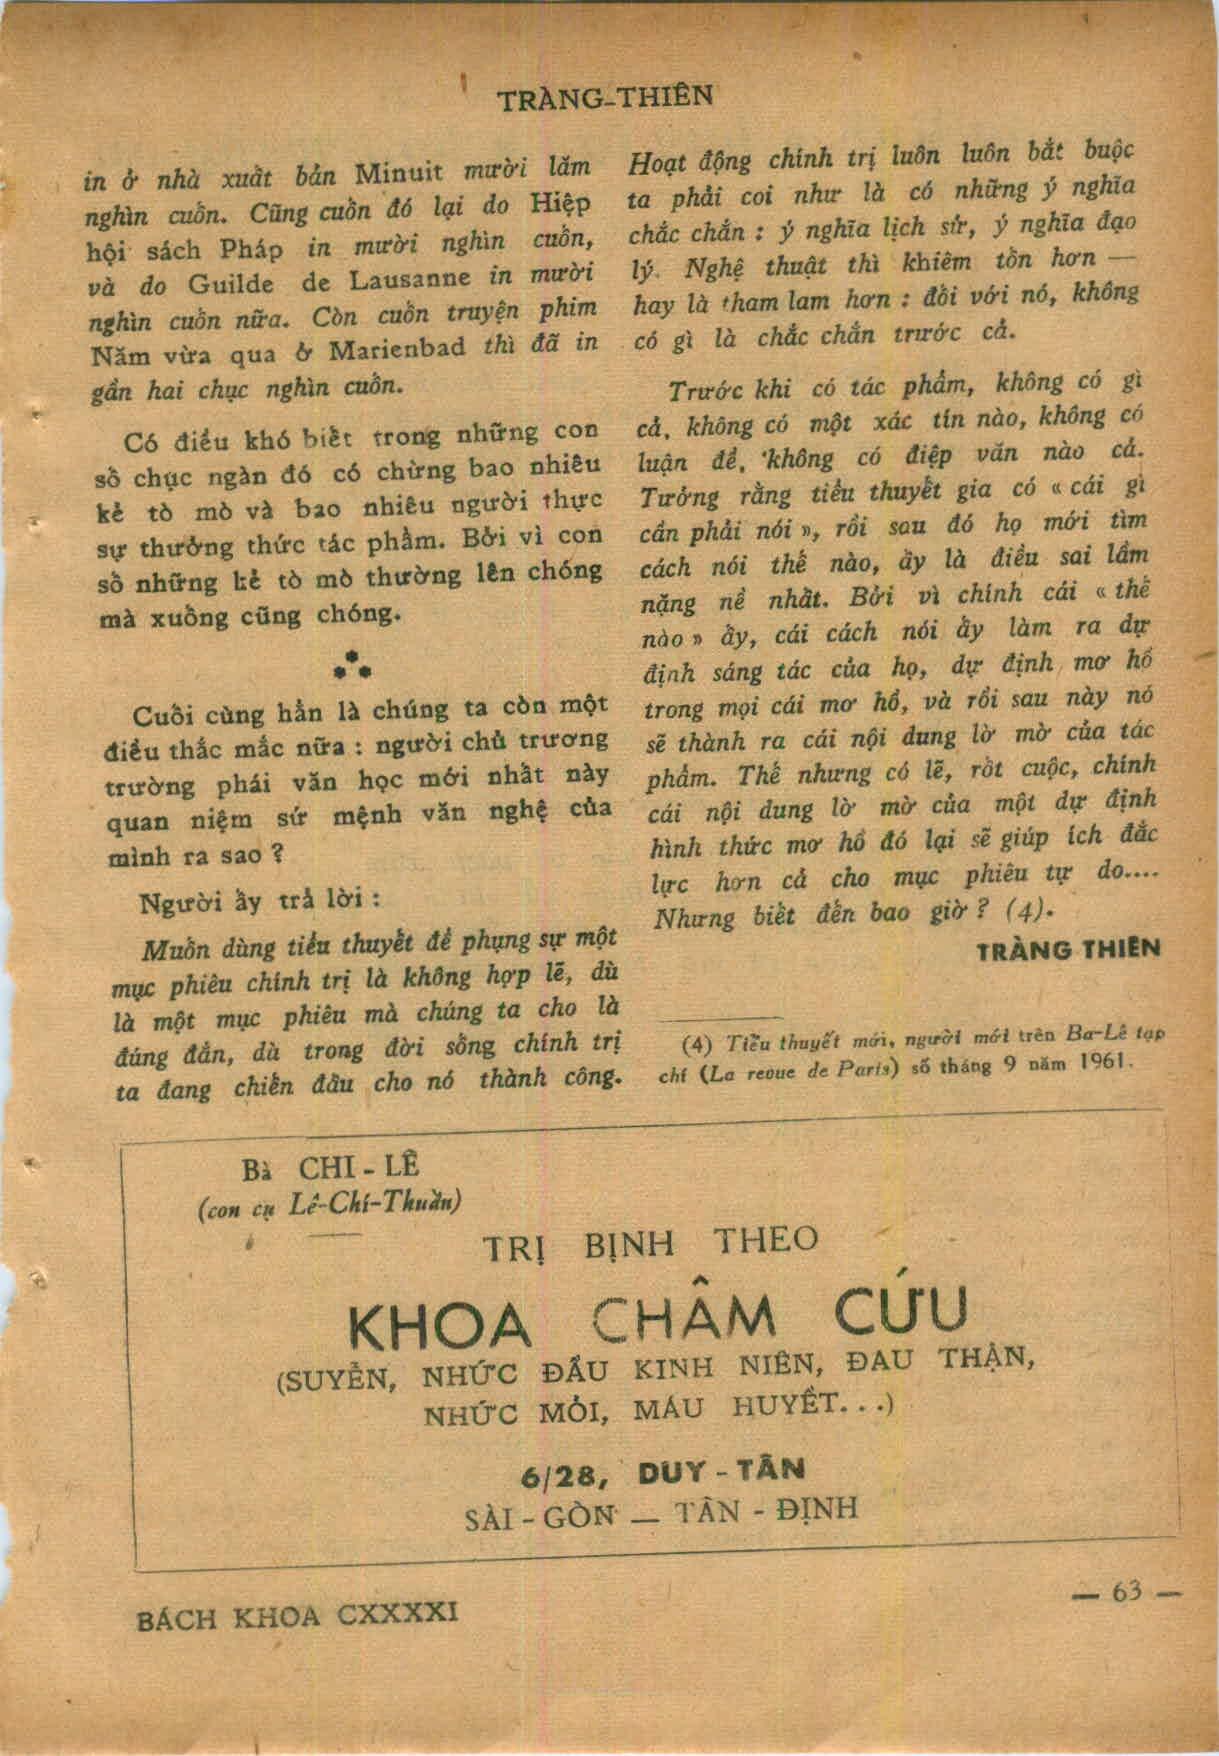 TRÀNG-THIÊN
in ở nhà xuất bản Minuit mười lăm
nghìn cuốn. Cũng cuốn đó lại do Hiệp
hội sách Pháp in mười nghìn cuốn,
và do Guilde de Lausanne in mười
nghìn cuốn nữa. Còn cuốn truyện phim
Năm vừa qua ở Marienbad thì đã in
gần hai chục nghìn cuốn.
Có điều khó biết trong những con
số chục ngàn đó có chừng bao nhiêu
kẻ tò mò và bao nhiêu người thực
sự thưởng thức tác phẩm. Bởi vì con
số những kẻ tò mò thường lên chóng
mà xuống cũng chóng.
Cuối cùng hẳn là chúng ta còn một
điều thắc mắc nữa : người chủ trương
trường phái văn học mới nhất này
quan niệm sứ mệnh văn nghệ của
mình ra sao ?
Người ấy trả lời :
Muốn dùng tiểu thuyết để phụng sự một
mục phiêu chính trị là không hợp lẽ, dù
là một mục phiêu mà chúng ta cho là
đúng đắn, dù trong đời sống chính trị
ta đang chiến đấu cho nó thành công.
Hoạt động chính trị luôn luôn bắt buộc
ta phải coi như là có những ý nghĩa
chắc chắn : ý nghĩa lịch sử, ý nghĩa đạo
lý. Nghệ thuật thì khiêm tốn hơn —
hay là tham lam hơn : đối với nó, không
có gì là chắc chắn trước cả.
Trước khi có tác phẩm, không có gì
cả, không có một xác tín nào, không có
luận đề, không có điệp văn nào cả.
Tưởng rằng tiểu thuyết gia có « cái gì
cần phải nói », rồi sau đó họ mới tìm
cách nói thế nào, ấy là điều sai lầm
nặng nề nhất. Bởi vì chính cái « thế
nào » ấy, cái cách nói ấy làm ra dự
định sáng tác của họ, dự định mơ hồ
trong mọi cái mơ hồ, và rồi sau này nó
sẽ thành ra cái nội dung lờ mờ của tác
phẩm. Thế nhưng có lẽ, rốt cuộc, chính
cái nội dung lờ mờ của một dự định
hình thức mơ hồ đó lại sẽ giúp ích đắc
lực hơn cả cho mục phiêu tự do....
Nhưng biết đến bao giờ ? (4).
TRÀNG THIÊN
(4) Tiểu thuyết mới, người mới trên Ba-Lê tạp
chí (La revue de Paris) số tháng 9 năm 1961.
Bà CHI - LÊ
(con cụ Lê-Chí-Thuần)
TRỊ BỊNH THEO
KHOA CHÂM CỨU
(SUYỄN, NHỨC ĐẦU KINH NIÊN, ĐAU THẬN,
NHỨC MỎI, MÁU HUYẾT...)
6/28, DUY - TÂN
SÀI - GÒN — TÂN - ĐỊNH
BÁCH KHOA CXXXXI
— 63 —